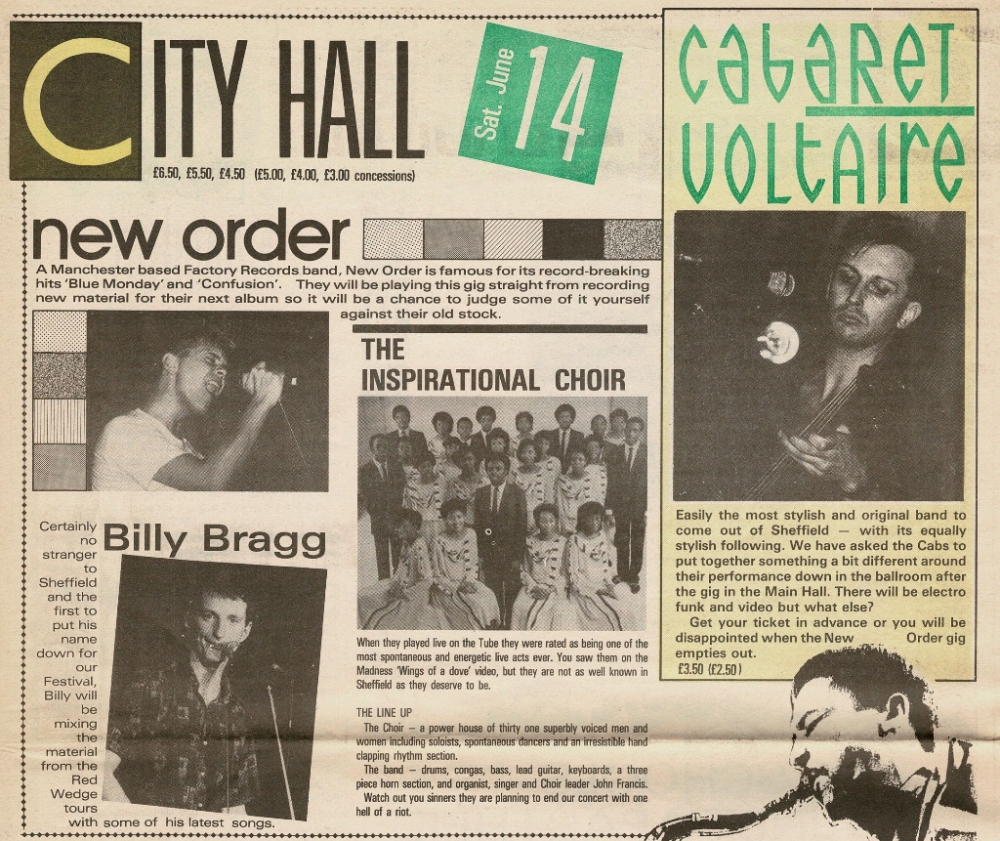 CITY HALL
£6.50, £5.50, £4.50 (£5.00, £4.00, £3.00 concessions)
Sat. June
14
new order
A Manchester based Factory Records band, New Order is famous for its record-breaking
hits 'Blue Monday' and 'Confusion'. They will be playing this gig straight from recording
new material for their next album so it will be a chance to judge some of it yourself
against their old stock.
THE
INSPIRATIONAL CHOIR
When they played live on the Tube they were rated as being one of the
most spontaneous and energetic live acts ever. You saw them on the
Madness 'Wings of a dove' video, but they are not as well known in
Sheffield as they deserve to be.
THE LINE UP
The Choir – a power house of thirty one superbly voiced men and
women including soloists, spontaneous dancers and an irresistible hand
clapping rhythm section.
The band – drums, congas, bass, lead guitar, keyboards, a three
piece horn section, and organist, singer and Choir leader John Francis.
Watch out you sinners they are planning to end our concert with one
hell of a riot.
Billy Bragg
Certainly
no
stranger
to
Sheffield
and the
first to
put his
name
down for
our
Festival,
Billy will
be
mixing
the
material
from the
Red
Wedge
tours
with some of his latest songs.
cabaret
voltaire
Easily the most stylish and original band to
come out of Sheffield — with its equally
stylish following. We have asked the Cabs to
put together something a bit different around
their performance down in the ballroom after
the gig in the Main Hall. There will be electro
funk and video but what else?
Get your ticket in advance or you will be
disappointed when the New Order gig
empties out.
£3.50 (£2.50)